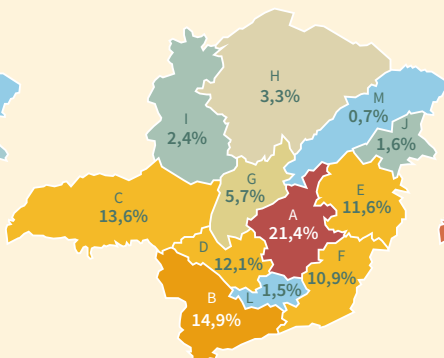 H
3,3%
M
0,7%
I
2,4%
J
1,6%
G
5,7%
E
11,6%
C
13,6%
A
21,4%
D
12,1%
F
10,9%
L
1,5%
B
14,9%